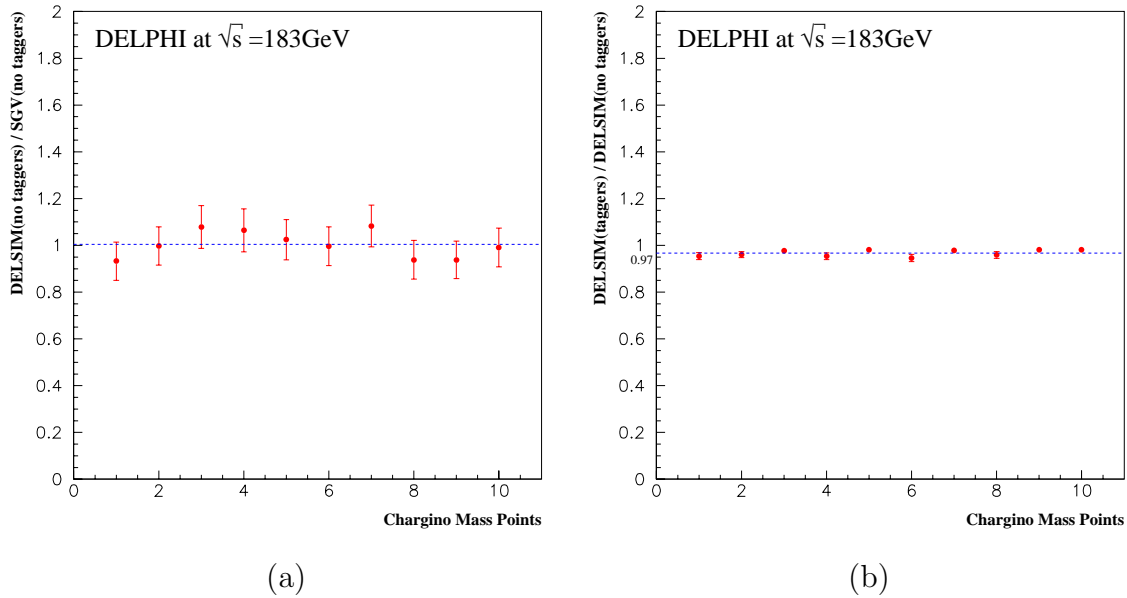 DELPHI at √s =183GeV
DELSIM(no taggers) / SGV(no taggers)
2
1.8
1.6
1.4
1.2
1
0.8
0.6
0.4
0.2
0
0 2 4 6 8 10
Chargino Mass Points
(a)
DELPHI at √s =183GeV
DELSIM(taggers) / DELSIM(no taggers)
2
1.8
1.6
1.4
1.2
1
0.97
0.8
0.6
0.4
0.2
0
0 2 4 6 8 10
Chargino Mass Points
(b)